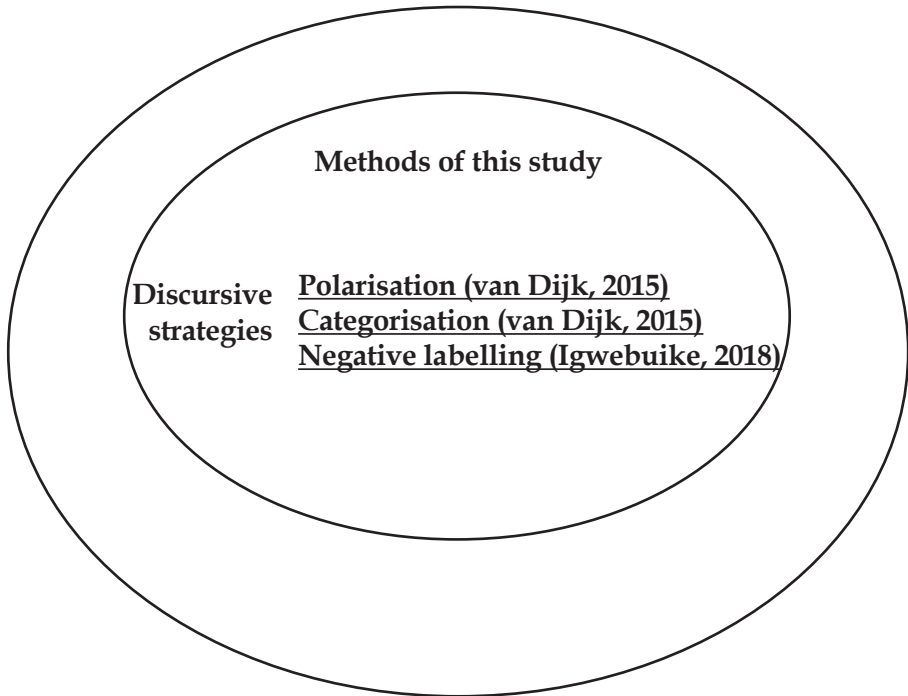 Methods of this study
Discursive
strategies
Polarisation (van Dijk, 2015)
Categorisation (van Dijk, 2015)
Negative labelling (Igwebuike, 2018)